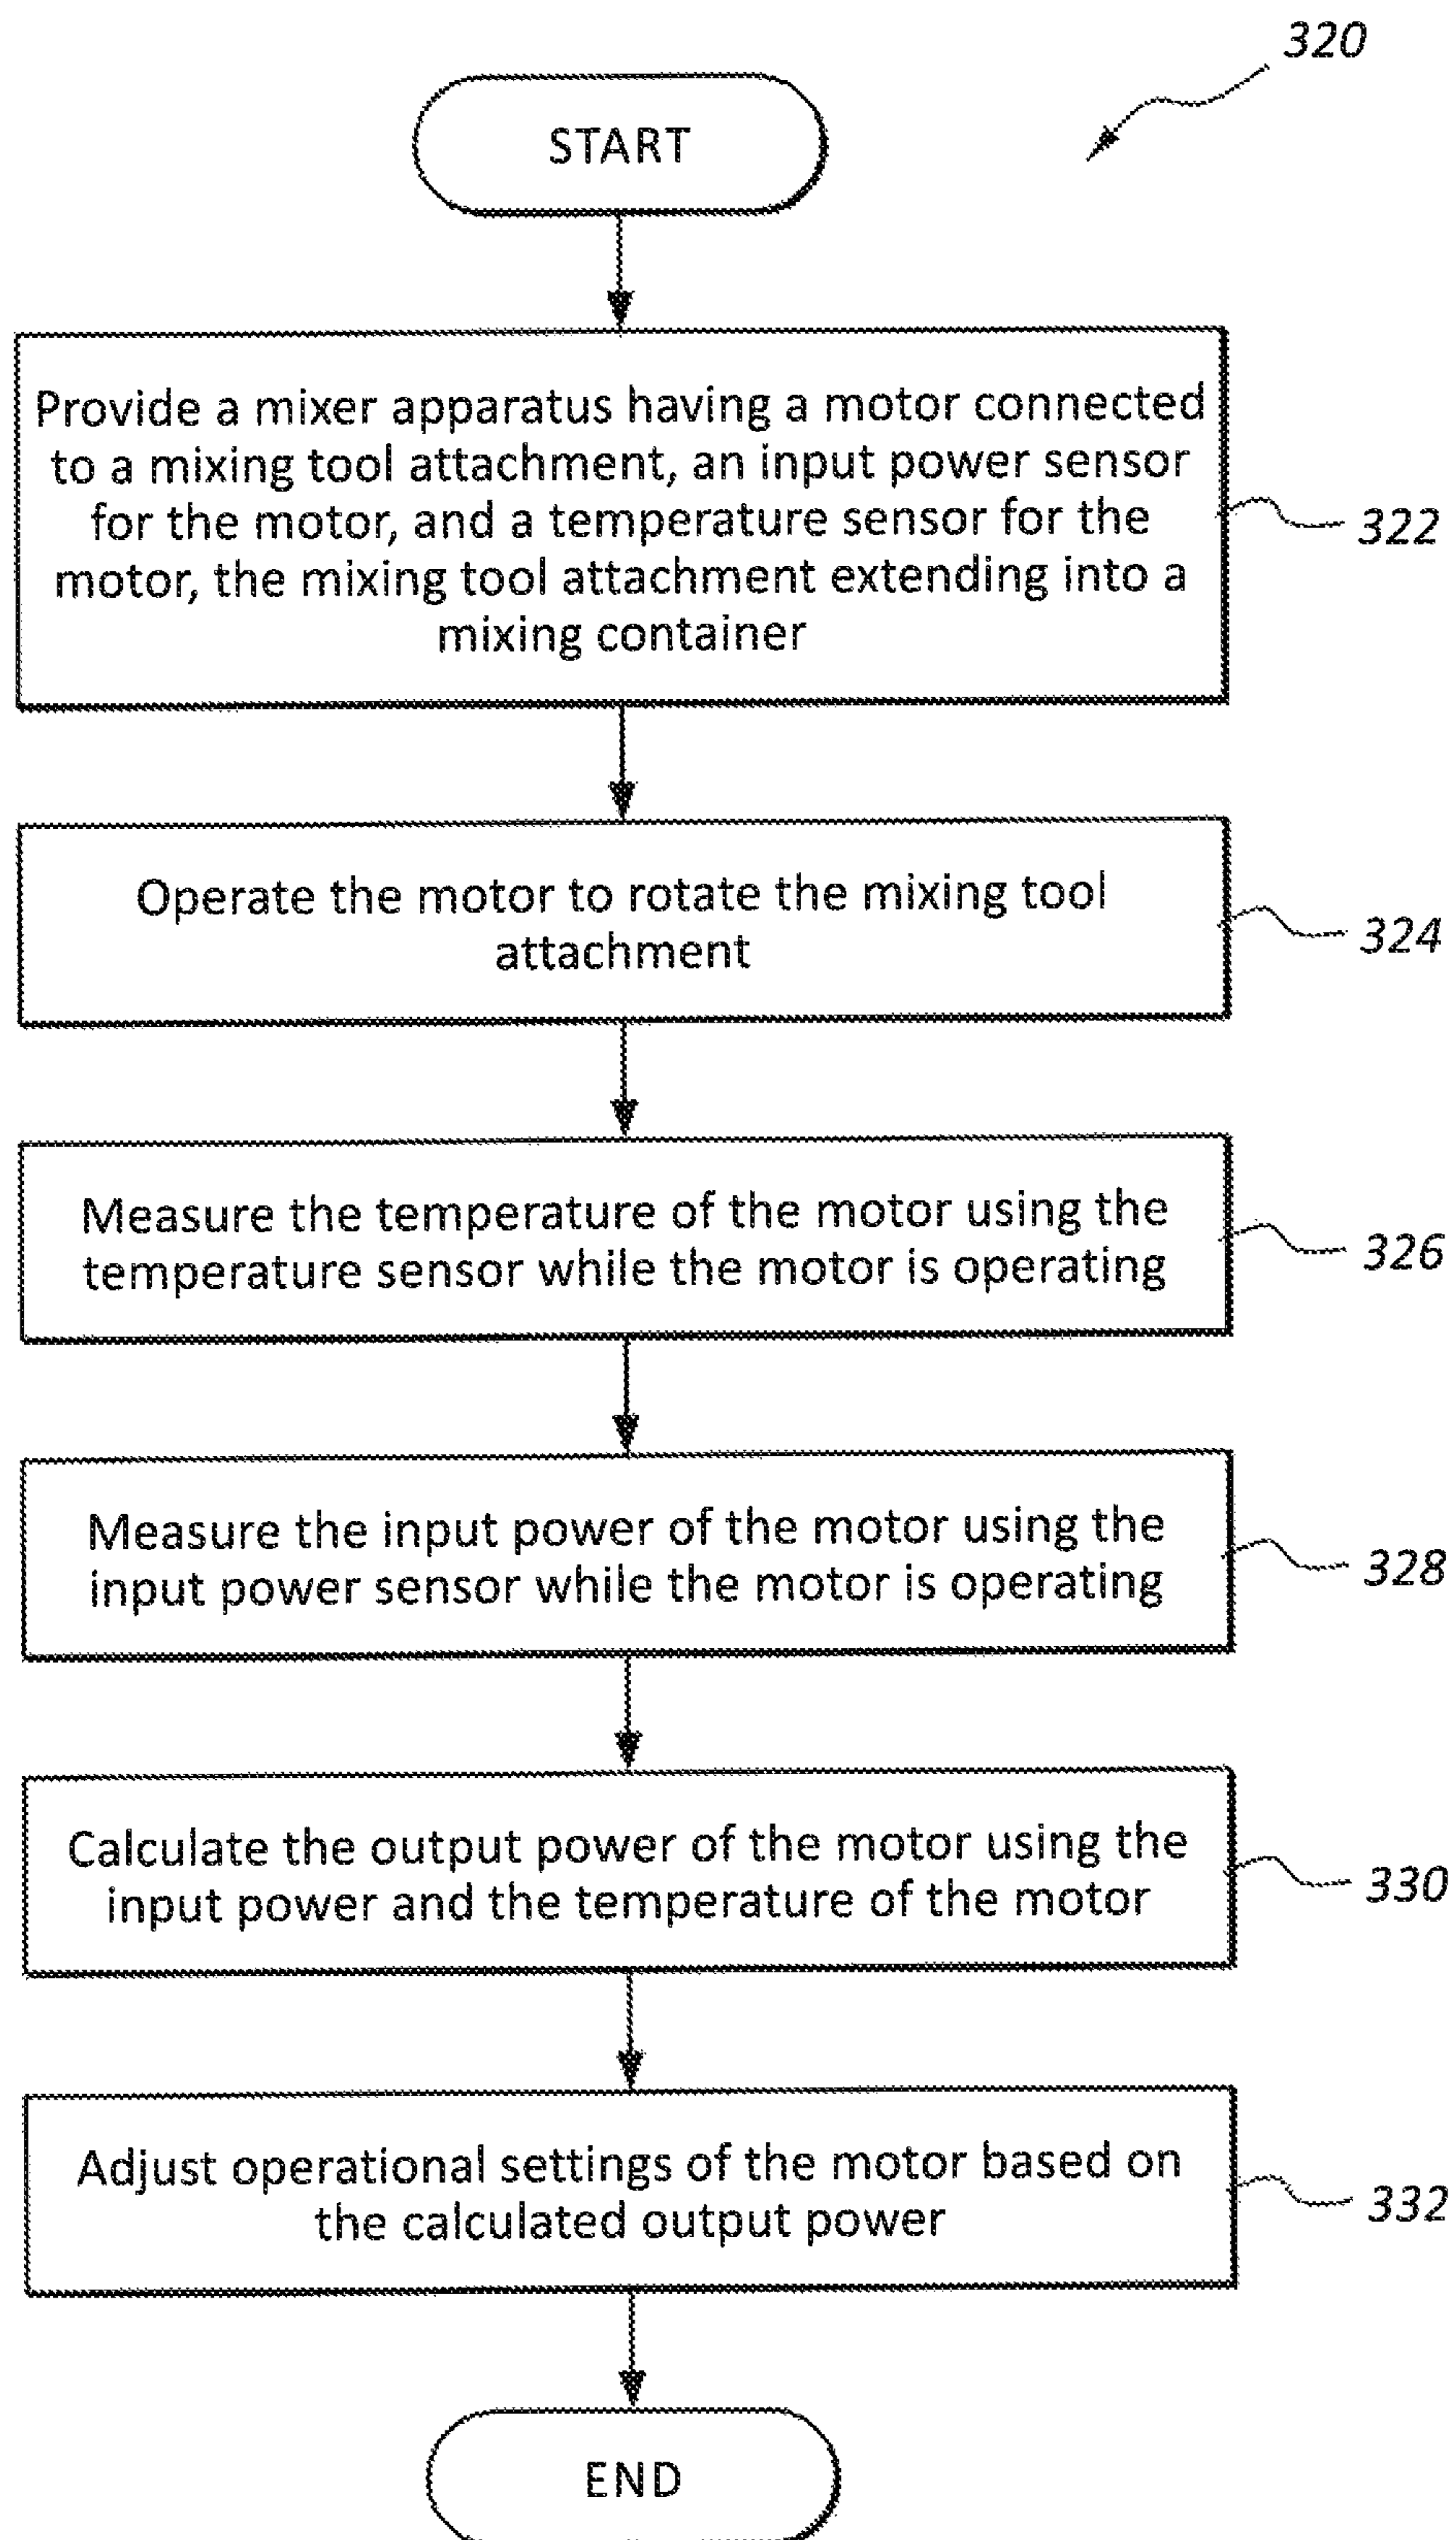 320
START
Provide a mixer apparatus having a motor connected
to a mixing tool attachment, an input power sensor
for the motor, and a temperature sensor for the
motor, the mixing tool attachment extending into a
mixing container
322
Operate the motor to rotate the mixing tool
attachment
324
Measure the temperature of the motor using the
temperature sensor while the motor is operating
326
Measure the input power of the motor using the
input power sensor while the motor is operating
328
Calculate the output power of the motor using the
input power and the temperature of the motor
330
Adjust operational settings of the motor based on
the calculated output power
332
END